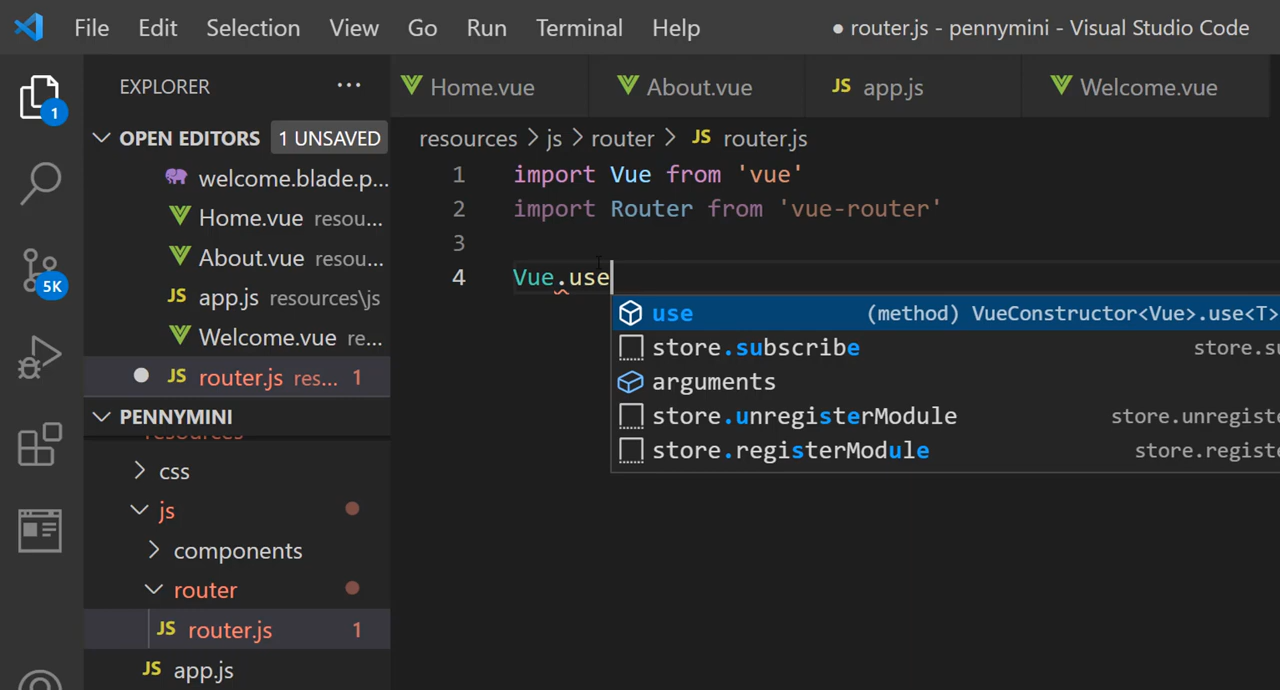 File Edit Selection View Go Run Terminal Help ● router.js - pennymini - Visual Studio Code
EXPLORER ···
Home.vue About.vue JS app.js Welcome.vue
1
OPEN EDITORS 1 UNSAVED
resources > js > router > JS router.js
welcome.blade.p...
Home.vue resou...
About.vue resou...
JS app.js resources\js
Welcome.vue re...
JS router.js res... 1
5K
1 import Vue from 'vue'
2 import Router from 'vue-router'
3
4 Vue.use
use (method) VueConstructor<Vue>.use<T>
store.subscribe store.su
arguments
store.unregisterModule store.unregiste
store.registerModule store.registe
PENNYMINI
resources
css
js
components
router
JS router.js 1
JS app.js